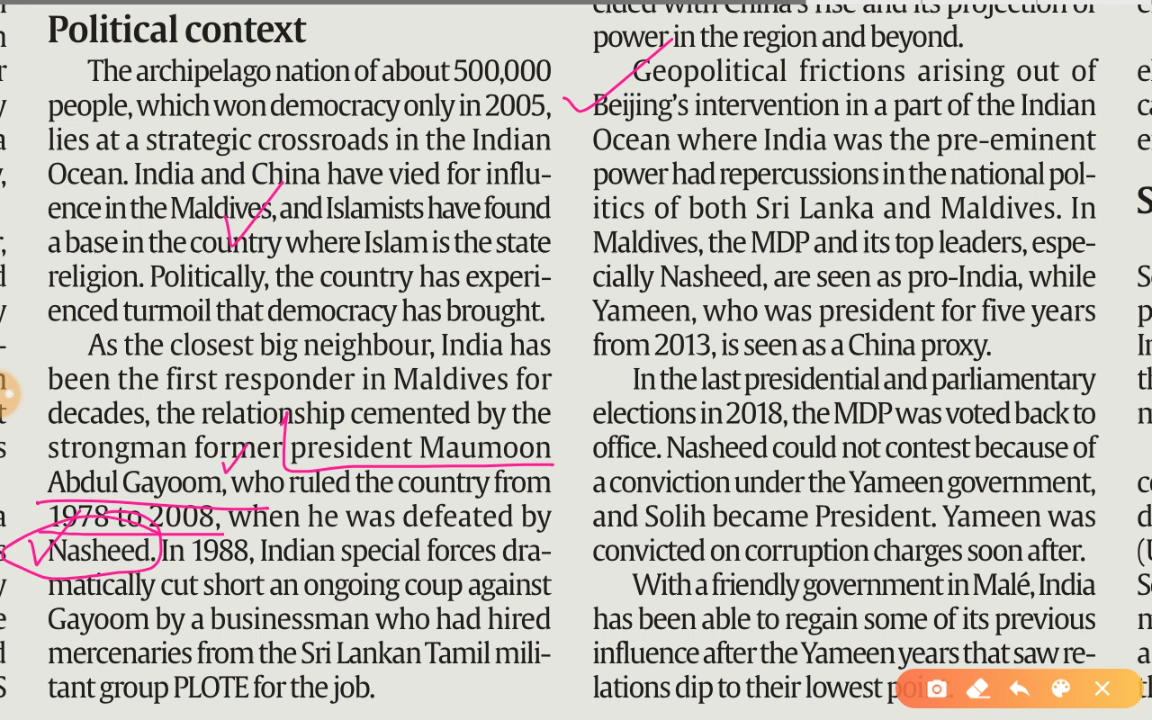 Political context
The archipelago nation of about 500,000
people, which won democracy only in 2005,
lies at a strategic crossroads in the Indian
Ocean. India and China have vied for influ-
ence in the Maldives, and Islamists have found
a base in the country where Islam is the state
religion. Politically, the country has experi-
enced turmoil that democracy has brought.
As the closest big neighbour, India has
been the first responder in Maldives for
decades, the relationship cemented by the
strongman former president Maumoon
Abdul Gayoom, who ruled the country from
1978 to 2008, when he was defeated by
Nasheed. In 1988, Indian special forces dra-
matically cut short an ongoing coup against
Gayoom by a businessman who had hired
mercenaries from the Sri Lankan Tamil mili-
tant group PLOTE for the job.
cided with China's rise and its projection of
power in the region and beyond.
Geopolitical frictions arising out of
Beijing's intervention in a part of the Indian
Ocean where India was the pre-eminent
power had repercussions in the national pol-
itics of both Sri Lanka and Maldives. In
Maldives, the MDP and its top leaders, espe-
cially Nasheed, are seen as pro-India, while
Yameen, who was president for five years
from 2013, is seen as a China proxy.
In the last presidential and parliamentary
elections in 2018, the MDP was voted back to
office. Nasheed could not contest because of
a conviction under the Yameen government,
and Solih became President. Yameen was
convicted on corruption charges soon after.
With a friendly government in Malé, India
has been able to regain some of its previous
influence after the Yameen years that saw re-
lations dip to their lowest point.